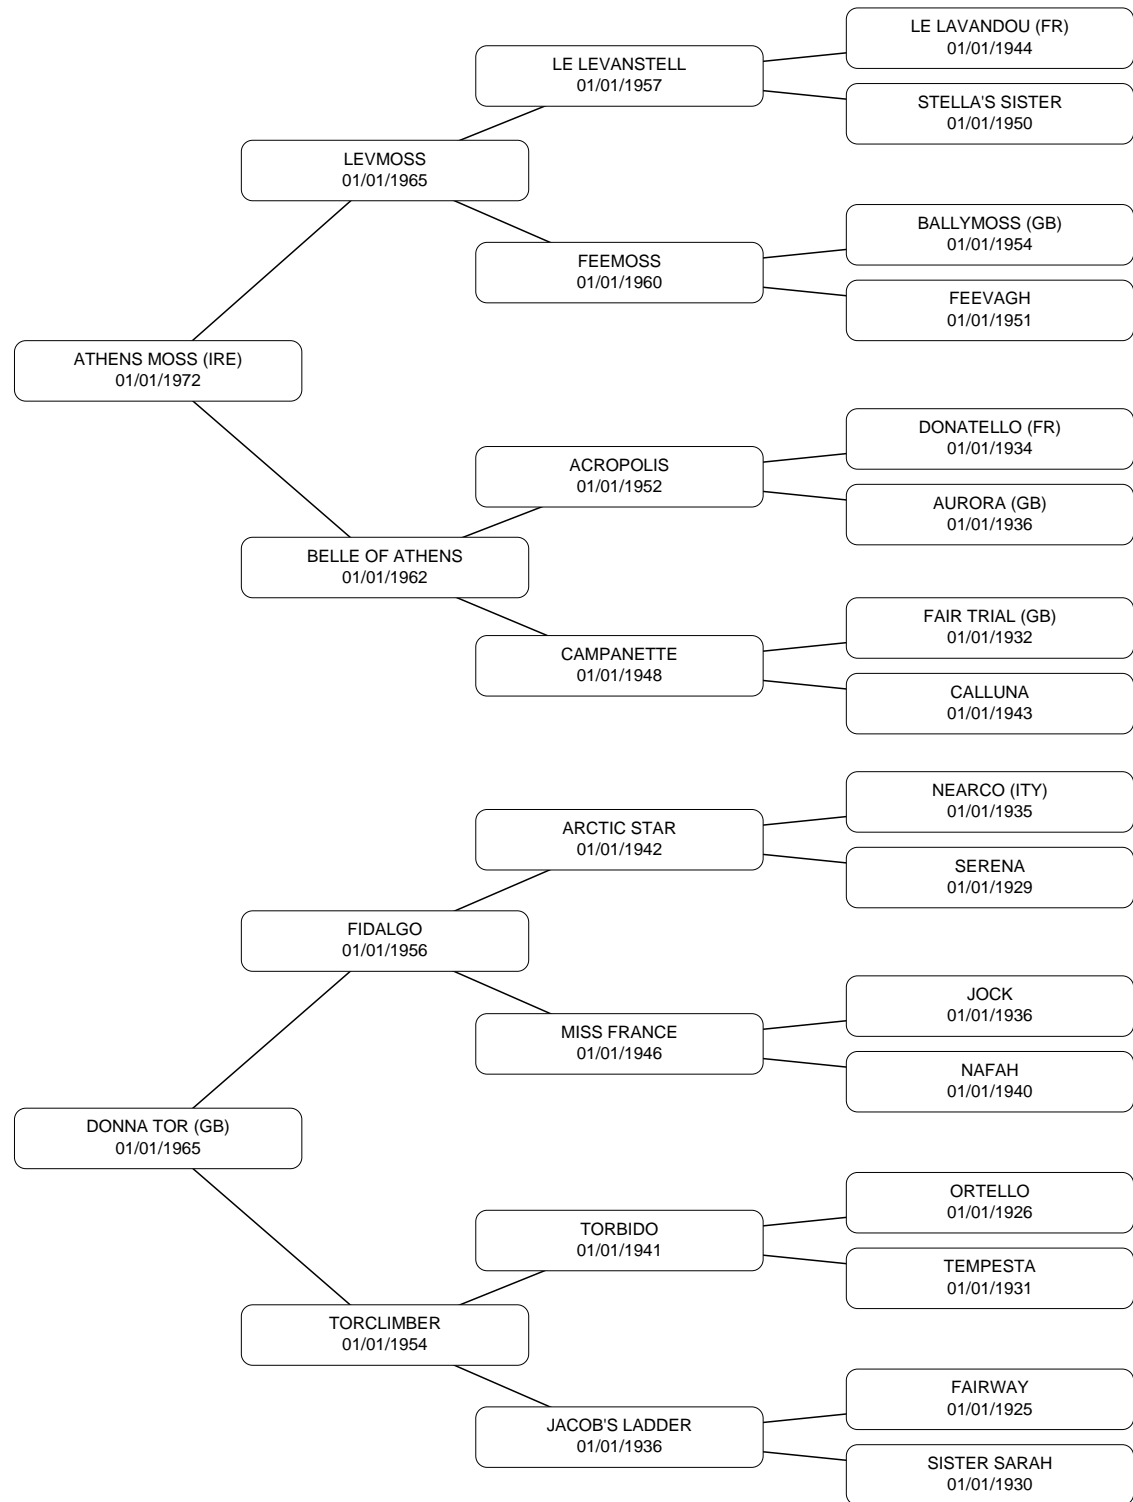 LE LAVANDOU (FR)
01/01/1944
LE LEVANSTELL
01/01/1957
STELLA'S SISTER
01/01/1950
LEVMOSS
01/01/1965
BALLYMOSS (GB)
01/01/1954
FEEMOSS
01/01/1960
FEEVAGH
01/01/1951
ATHENS MOSS (IRE)
01/01/1972
DONATELLO (FR)
01/01/1934
ACROPOLIS
01/01/1952
AURORA (GB)
01/01/1936
BELLE OF ATHENS
01/01/1962
FAIR TRIAL (GB)
01/01/1932
CAMPANETTE
01/01/1948
CALLUNA
01/01/1943
NEARCO (ITY)
01/01/1935
ARCTIC STAR
01/01/1942
SERENA
01/01/1929
FIDALGO
01/01/1956
JOCK
01/01/1936
MISS FRANCE
01/01/1946
NAFAH
01/01/1940
DONNA TOR (GB)
01/01/1965
ORTELLO
01/01/1926
TORBIDO
01/01/1941
TEMPESTA
01/01/1931
TORCLIMBER
01/01/1954
FAIRWAY
01/01/1925
JACOB'S LADDER
01/01/1936
SISTER SARAH
01/01/1930